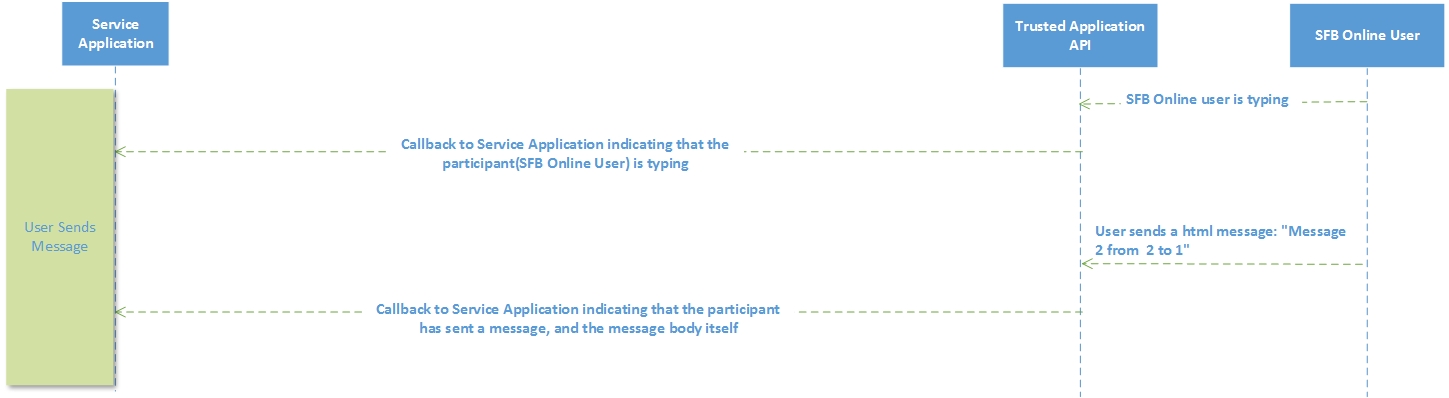 Service
Application
Trusted Application
API
SFB Online User
SFB Online user is typing
Callback to Service Application indicating that the
participant(SFB Online User) is typing
User Sends
Message
User sends a html message: "Message
2 from  2 to 1"
Callback to Service Application indicating that the participant
has sent a message, and the message body itself